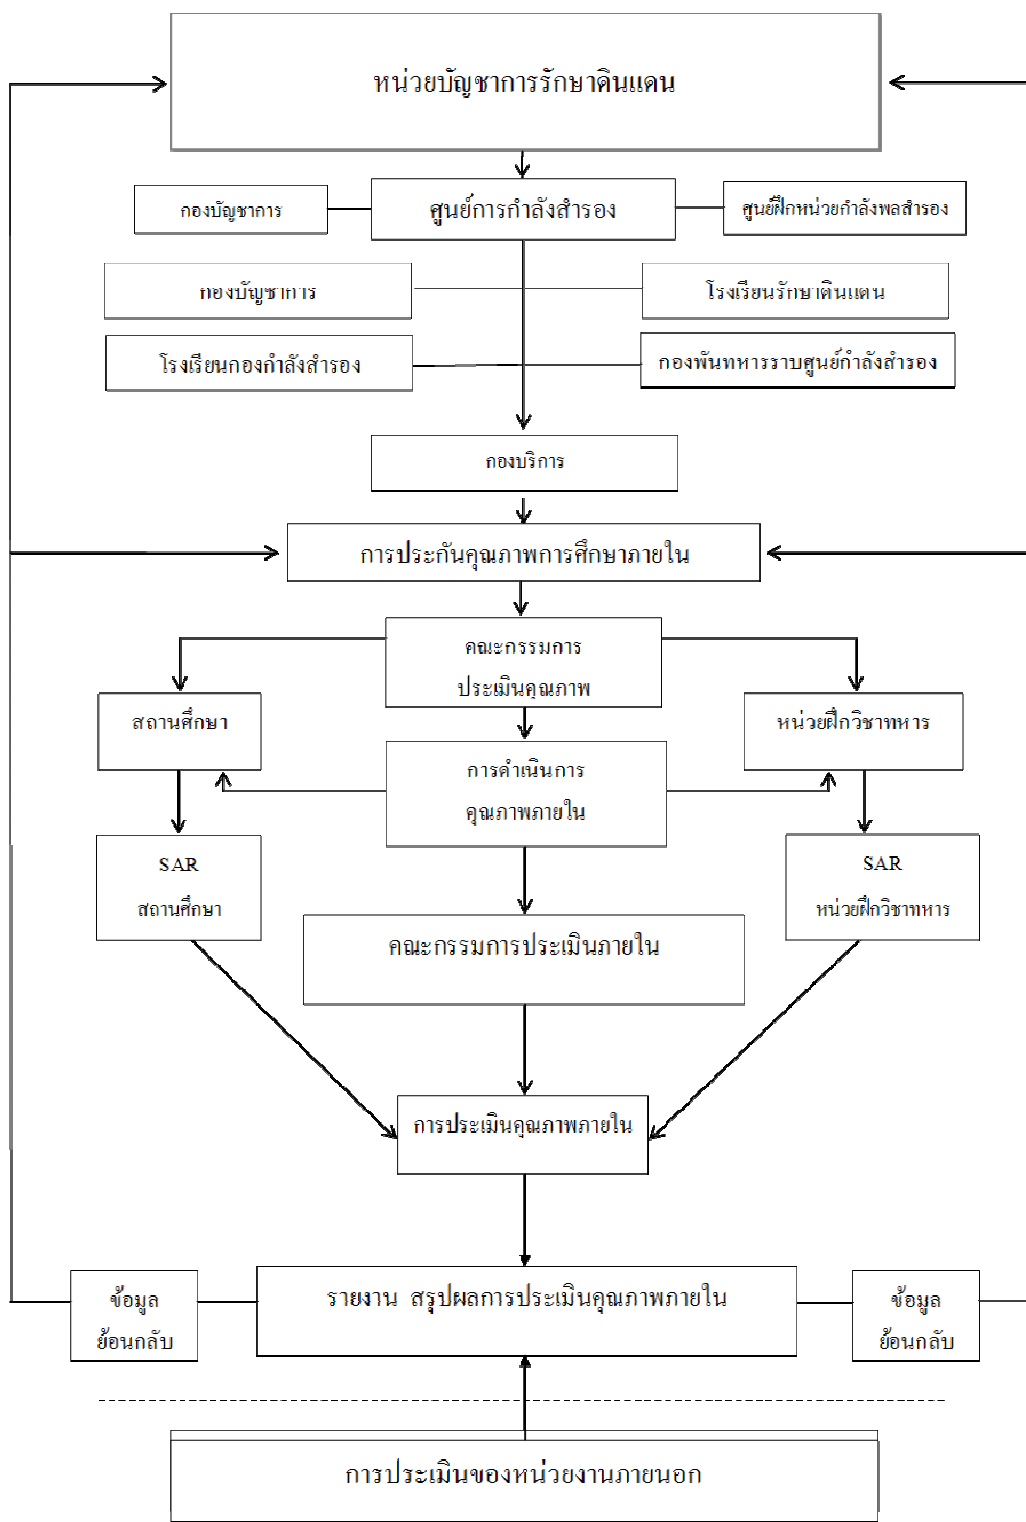 หน่วยบัญชาการรักษาดินแดน
กองบัญชาการ
ศูนย์การกำลังสำรอง
ศูนย์ฝึกหน่วยกำลังพลสำรอง
กองบัญชาการ
โรงเรียนรักษาดินแดน
โรงเรียนกองกำลังสำรอง
กองพันทหารราบศูนย์กำลังสำรอง
กองบริการ
การประกันคุณภาพการศึกษาภายใน
คณะกรรมการ
ประเมินคุณภาพ
สถานศึกษา
หน่วยฝึกวิชาทหาร
การดำเนินการ
คุณภาพภายใน
SAR
สถานศึกษา
SAR
หน่วยฝึกวิชาทหาร
คณะกรรมการประเมินภายใน
การประเมินคุณภาพภายใน
ข้อมูล
ย้อนกลับ
รายงาน สรุปผลการประเมินคุณภาพภายใน
ข้อมูล
ย้อนกลับ
การประเมินของหน่วยงานภายนอก